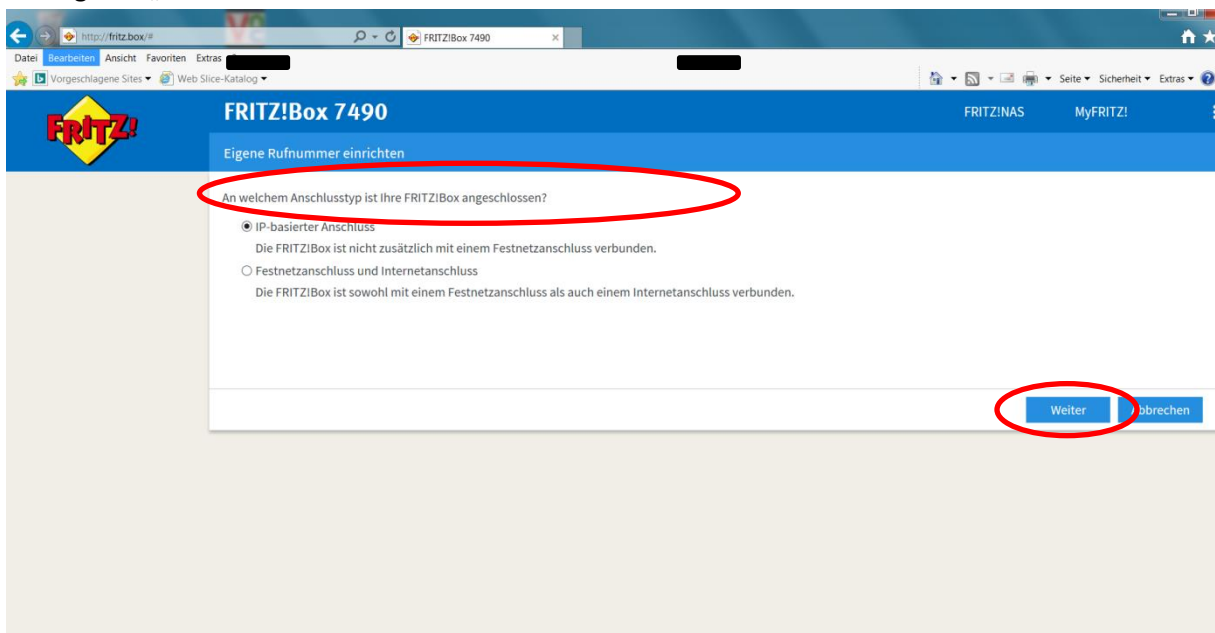 http://fritz.box/#
FRITZ!Box 7490
Datei Bearbeiten Ansicht Favoriten Extras
Vorgeschlagene Sites Web Slice-Katalog
Seite Sicherheit Extras
FRITZ!
FRITZ!Box 7490
FRITZ!NAS MyFRITZ!
Eigene Rufnummer einrichten
An welchem Anschlusstyp ist Ihre FRITZ!Box angeschlossen?
IP-basierter Anschluss
Die FRITZ!Box ist nicht zusätzlich mit einem Festnetzanschluss verbunden.
Festnetzanschluss und Internetanschluss
Die FRITZ!Box ist sowohl mit einem Festnetzanschluss als auch einem Internetanschluss verbunden.
Weiter Abbrechen